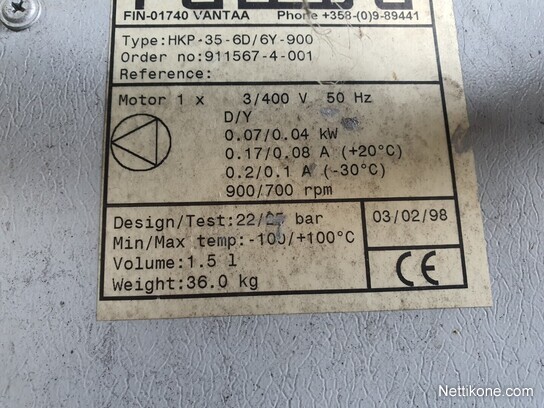 FIN-01740 VANTAA Phone +358-(0)9-89441
Type:HKP-35-6D/6Y-900
Order no:911567-4-001
Reference:
Motor 1 x 3/400 V 50 Hz
D/Y
0.07/0.04 kW
0.17/0.08 A (+20°C)
0.2/0.1 A (-30°C)
900/700 rpm
Design/Test:22/ bar
03/02/98
Min/Max temp:-100/+100°C
Volume:1.5 l
Weight:36.0 kg
CE
Nettikone.com